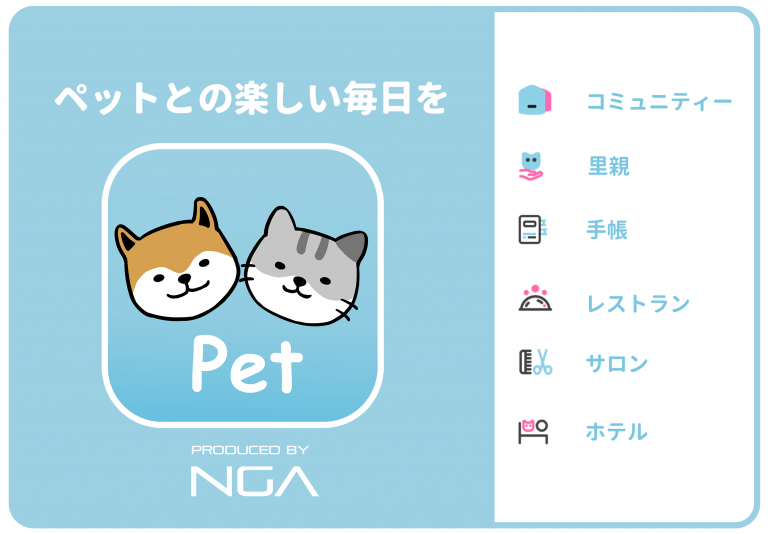 ペットとの楽しい毎日を
Pet
PRODUCED BY
NGA
コミュニティー
里親
手帳
レストラン
サロン
ホテル